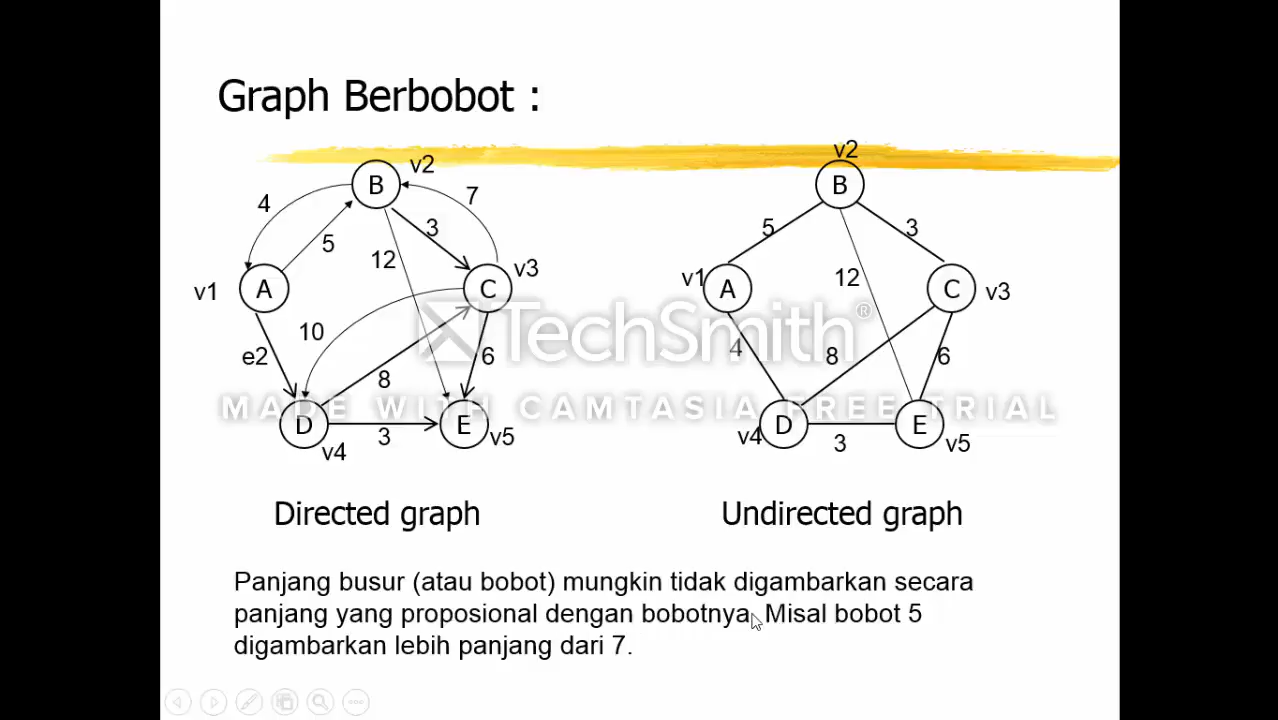 Graph Berbobot :
v2
B
4
7
3
5
12
v3
A
C
v1
10
e2
6
8
D
E
3
v5
v4
v2
B
5
3
v1
12
A
C
v3
4
8
6
D
E
v4
3
v5
TechSmith®
MADE WITH CAMTASIA FREE TRIAL
Directed graph
Undirected graph
Panjang busur (atau bobot) mungkin tidak digambarkan secara
panjang yang proposional dengan bobotnya. Misal bobot 5
digambarkan lebih panjang dari 7.